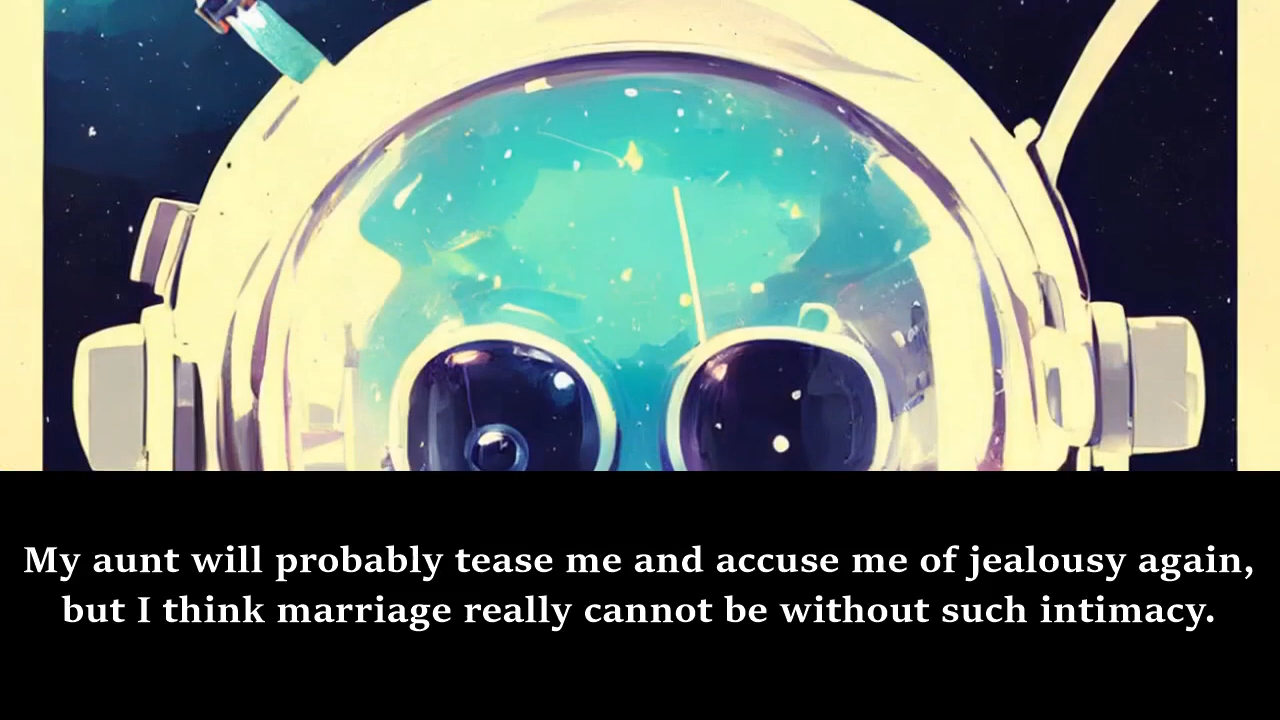 My aunt will probably tease me and accuse me of jealousy again,
but I think marriage really cannot be without such intimacy.